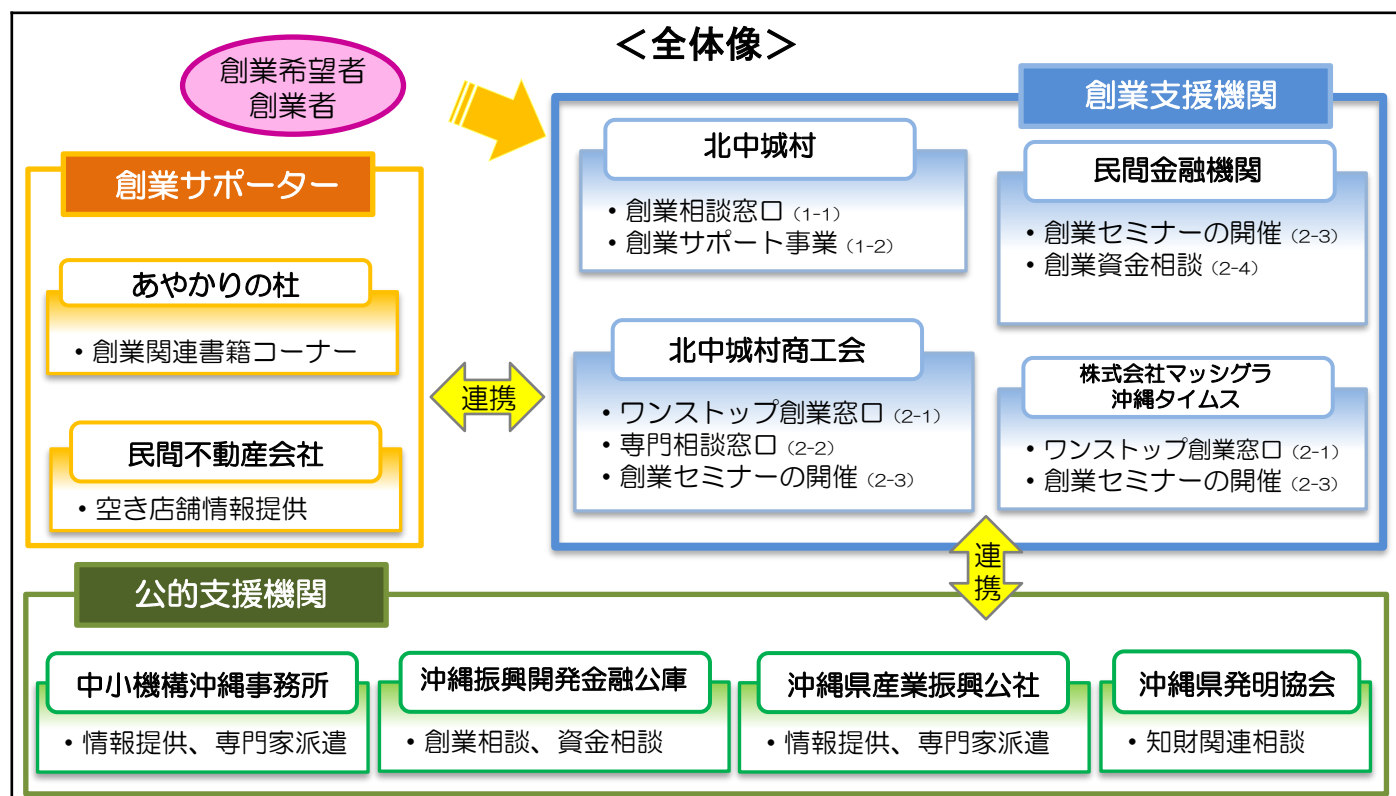 <全体像>
創業希望者
創業者
創業支援機関
北中城村
・創業相談窓口(1-1)
・創業サポート事業(1-2)
民間金融機関
・創業セミナーの開催(2-3)
・創業資金相談(2-4)
北中城村商工会
・ワンストップ創業窓口(2-1)
・専門相談窓口(2-2)
・創業セミナーの開催(2-3)
株式会社マッシグラ
沖縄タイムス
・ワンストップ創業窓口(2-1)
・創業セミナーの開催(2-3)
創業サポーター
あやかりの杜
・創業関連書籍コーナー
民間不動産会社
・空き店舗情報提供
連携
連
携
公的支援機関
中小機構沖縄事務所
・情報提供、専門家派遣
沖縄振興開発金融公庫
・創業相談、資金相談
沖縄県産業振興公社
・情報提供、専門家派遣
沖縄県発明協会
・知財関連相談